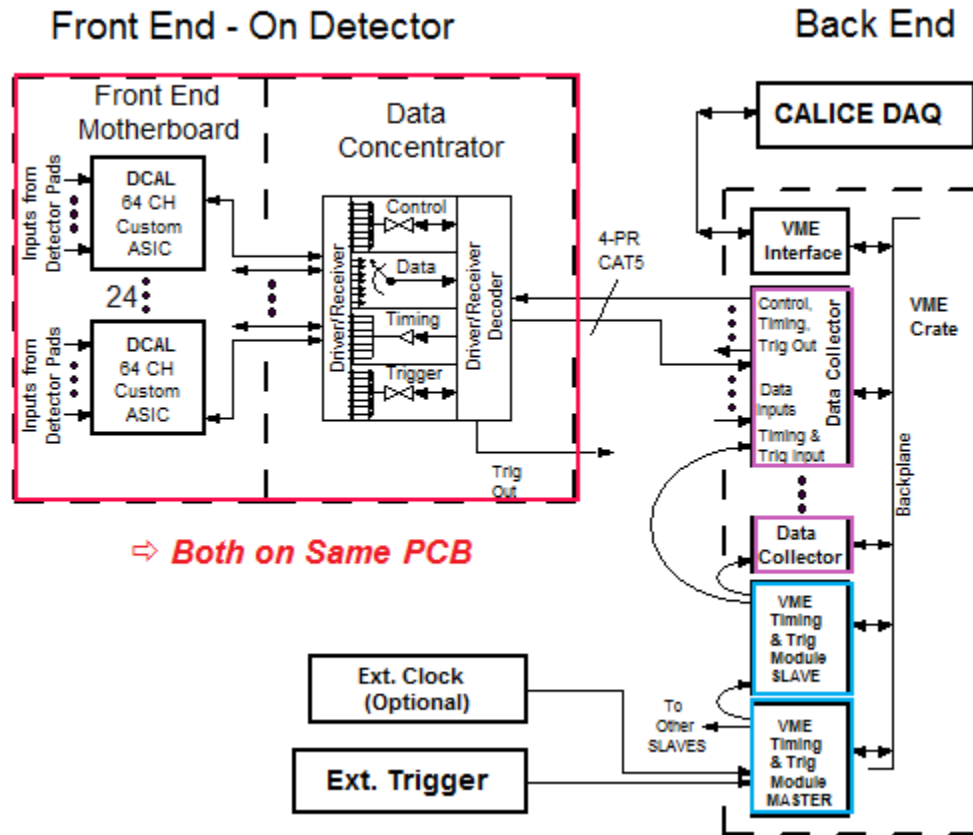 Front End - On Detector
Back End
Front End
Motherboard
Data
Concentrator
Inputs from
Detector Pads
DCAL
64 CH
Custom
ASIC
24
Inputs from
Detector Pads
DCAL
64 CH
Custom
ASIC
Driver/Receiver
Control
Data
Timing
Trigger
Driver/Receiver
Decoder
Trig
Out
4-PR
CAT5
⇨ Both on Same PCB
CALICE DAQ
VME
Interface
VME
Crate
Control,
Timing,
Trig Out
Data
Inputs
Timing &
Trig Input
Data Collector
Backplane
Data
Collector
VME
Timing
& Trig
Module
SLAVE
VME
Timing
& Trig
Module
MASTER
To
Other
SLAVES
Ext. Clock
(Optional)
Ext. Trigger